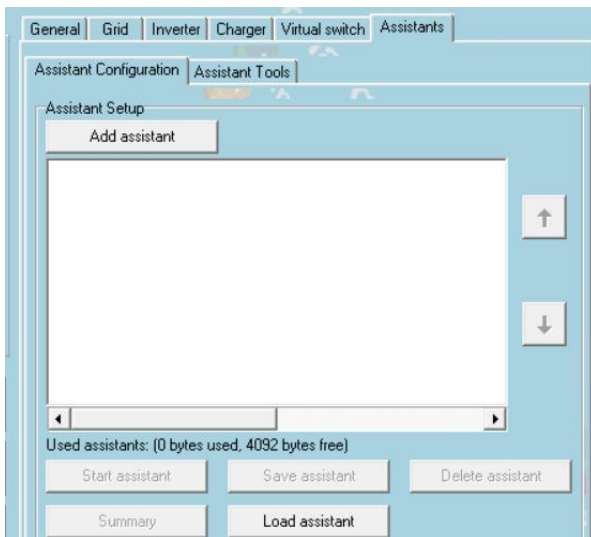 General Grid Inverter Charger Virtual switch Assistants
Assistant Configuration Assistant Tools
Assistant Setup
Add assistant
Used assistants: (0 bytes used, 4092 bytes free)
Start assistant Save assistant Delete assistant
Summary Load assistant